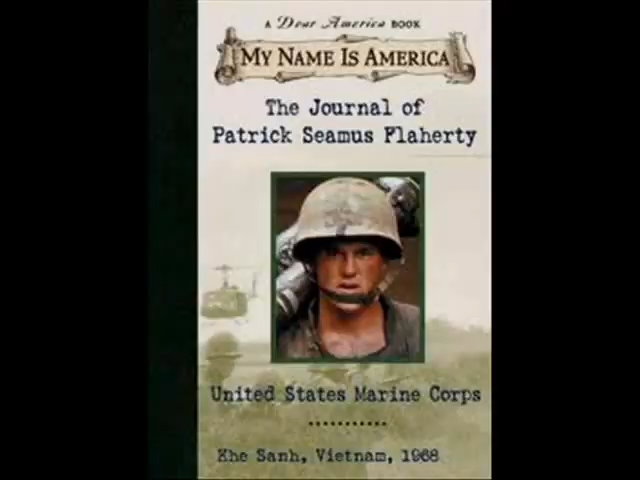 A Dear America BOOK
MY NAME IS AMERICA
The Journal of
Patrick Seamus Flaherty
United States Marine Corps
Khe Sanh, Vietnam, 1968